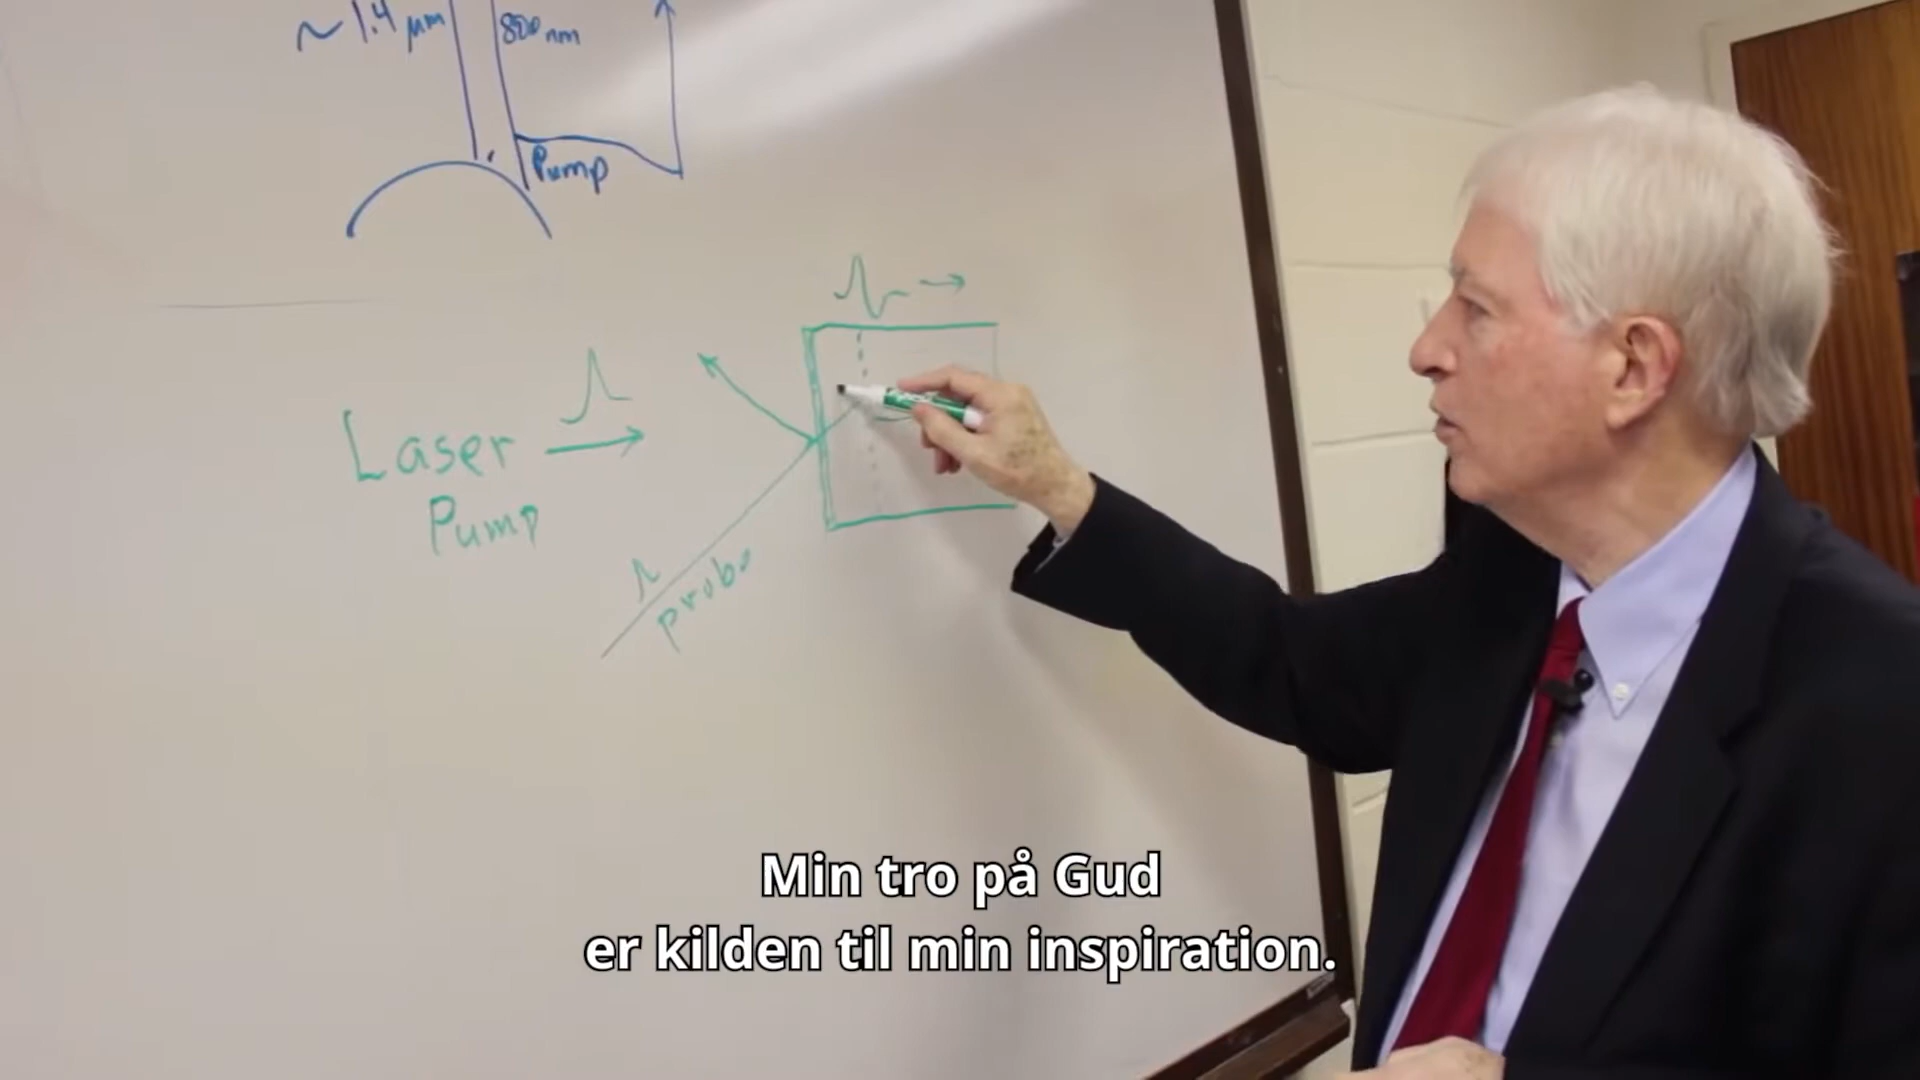 ~1.4 μm 800 nm
Pump
Laser
Pump
probe
Min tro på Gud
er kilden til min inspiration.